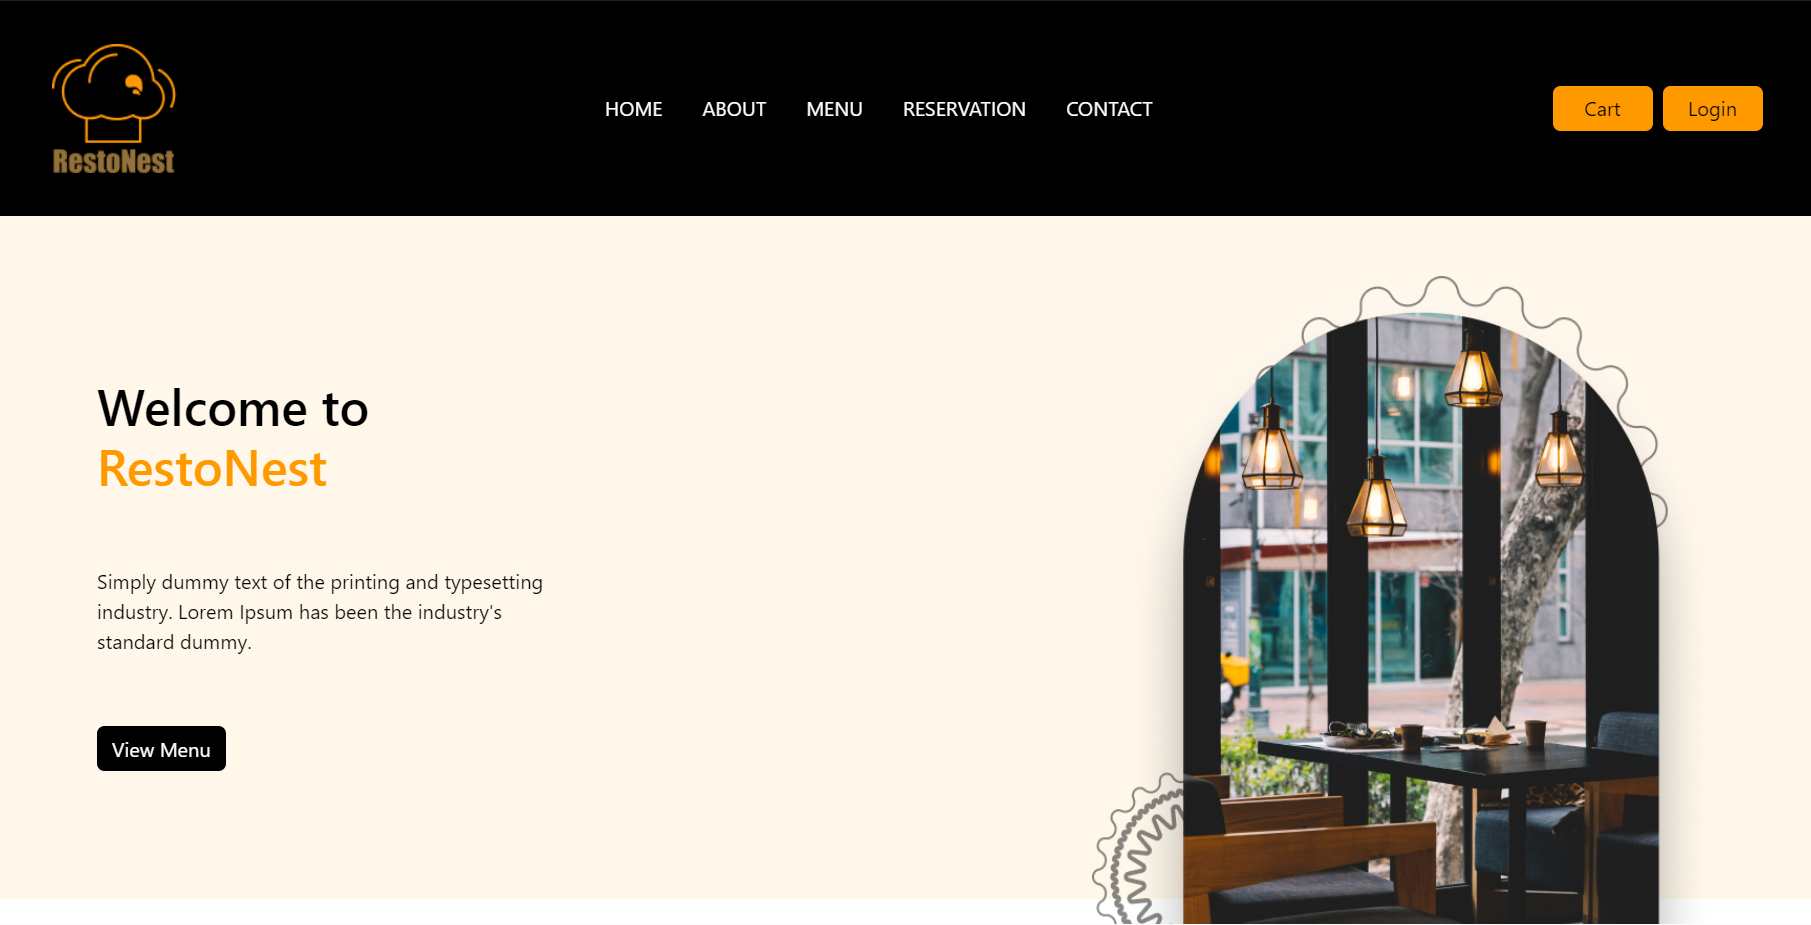 RestoNest
HOME ABOUT MENU RESERVATION CONTACT
Cart Login
Welcome to
RestoNest
Simply dummy text of the printing and typesetting
industry. Lorem Ipsum has been the industry's
standard dummy.
View Menu